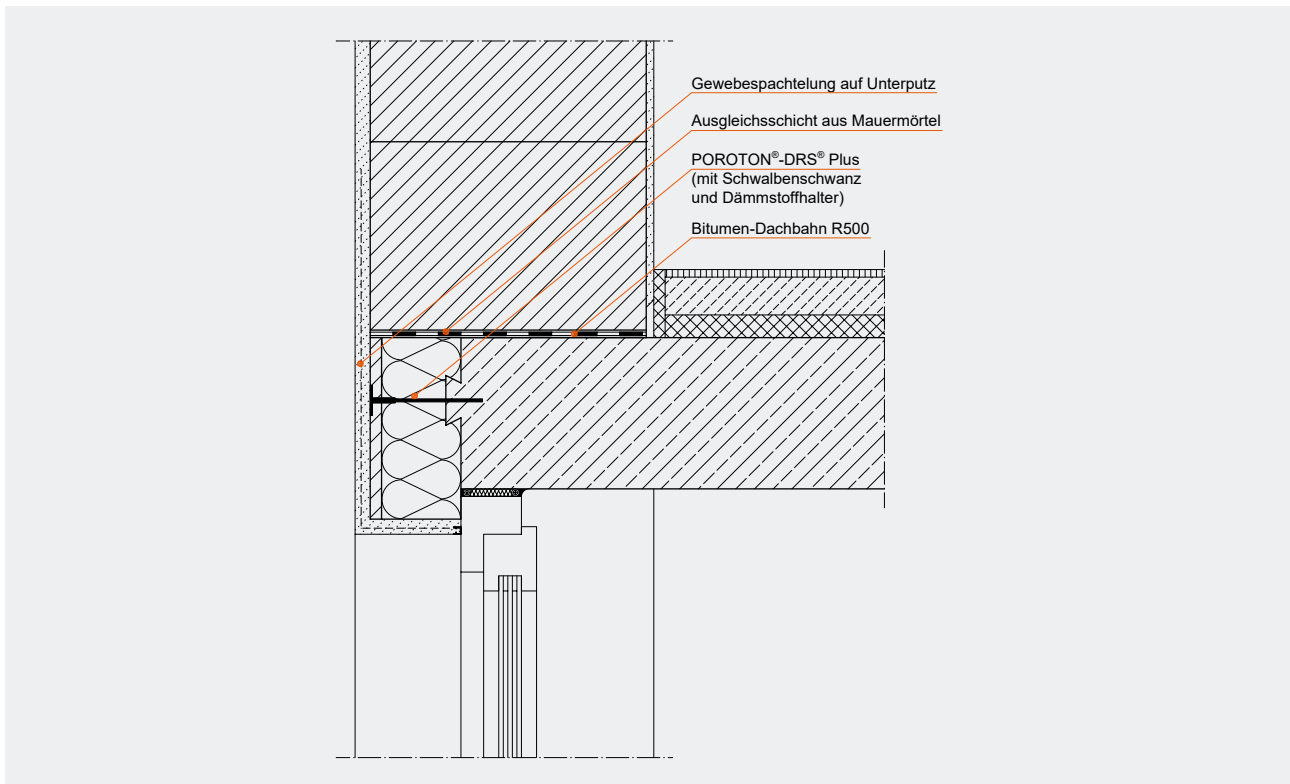 Gewebespachtelung auf Unterputz
Ausgleichsschicht aus Mauermörtel
POROTON®-DRS® Plus
(mit Schwalbenschwanz
und Dämmstoffhalter)
Bitumen-Dachbahn R500